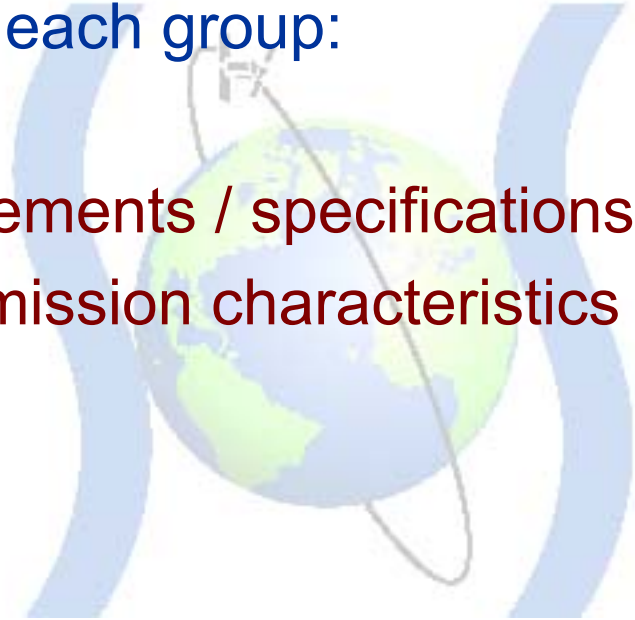 each group:
ements / specifications
mission characteristics